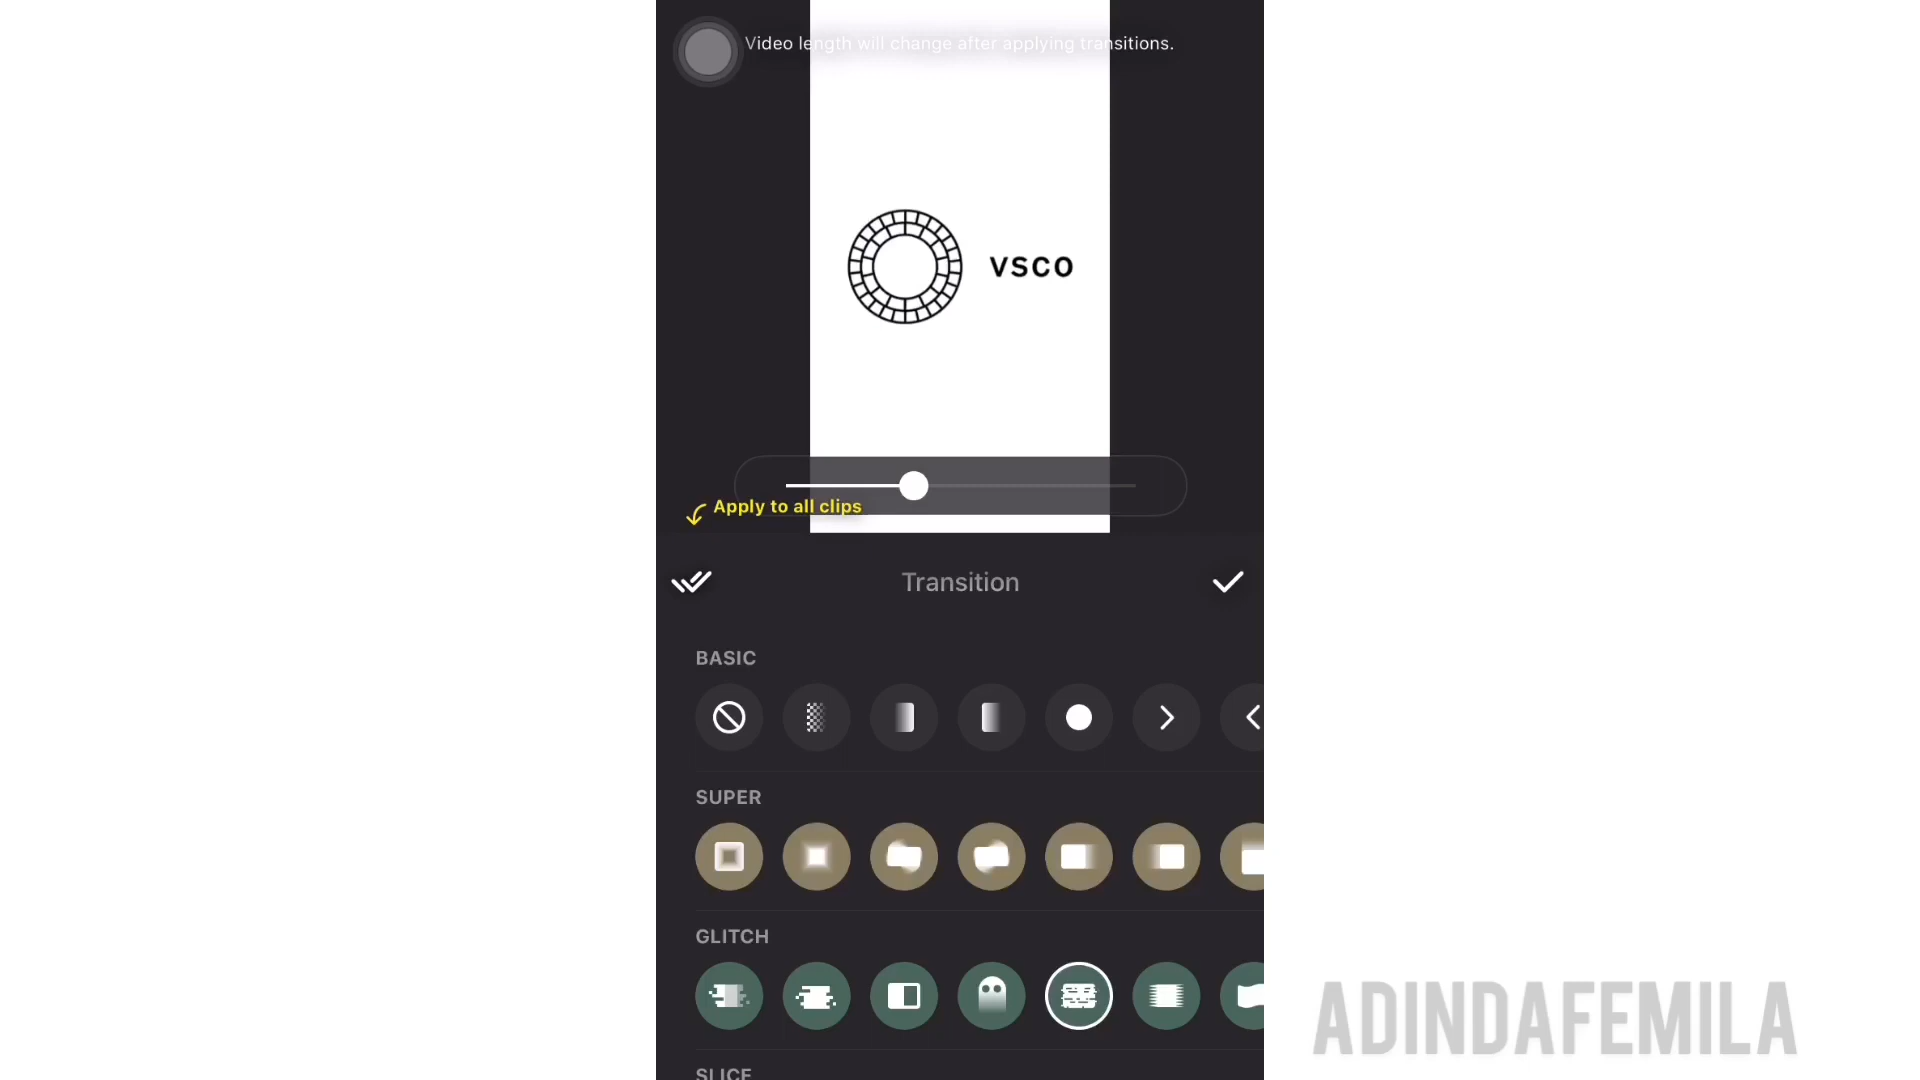 Video length will change after applying transitions.
VSCO
Apply to all clips
Transition
BASIC
SUPER
GLITCH
SLICE
ADINDAFEMILA